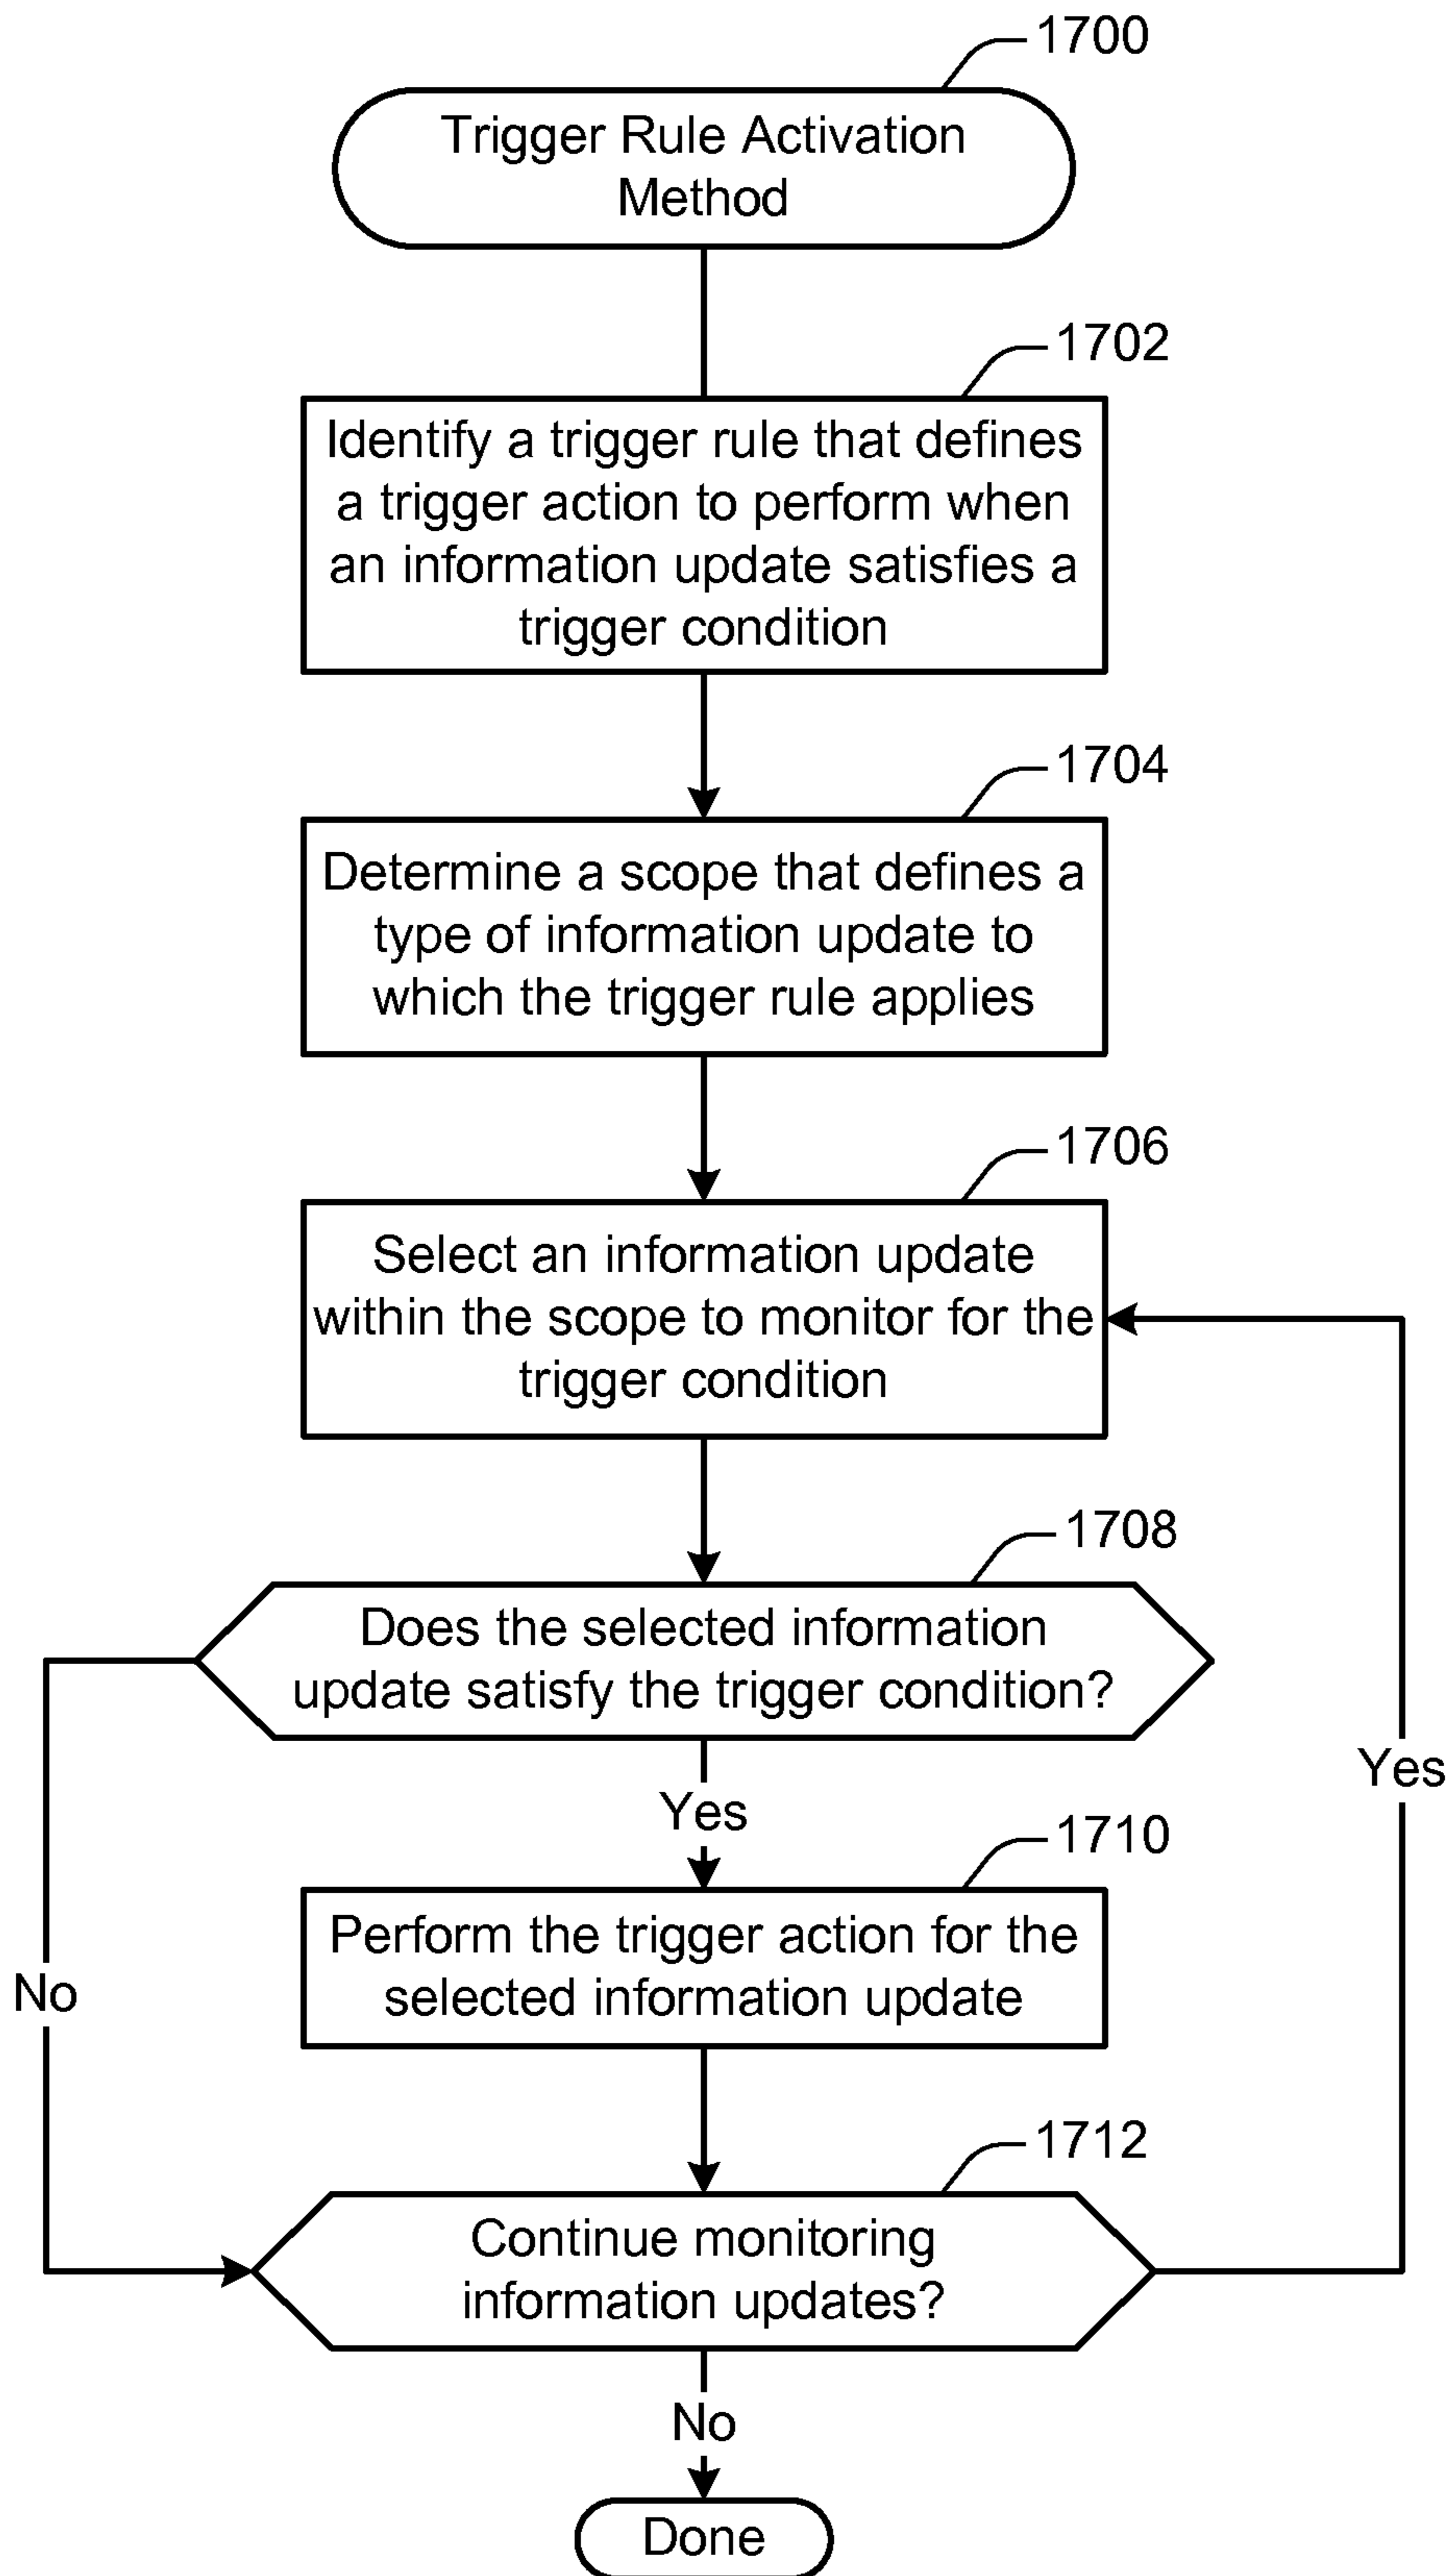 1700
Trigger Rule Activation
Method
1702
Identify a trigger rule that defines
a trigger action to perform when
an information update satisfies a
trigger condition
1704
Determine a scope that defines a
type of information update to
which the trigger rule applies
1706
Select an information update
within the scope to monitor for the
trigger condition
1708
Does the selected information
update satisfy the trigger condition?
Yes
Yes
1710
Perform the trigger action for the
selected information update
No
1712
Continue monitoring
information updates?
No
Done